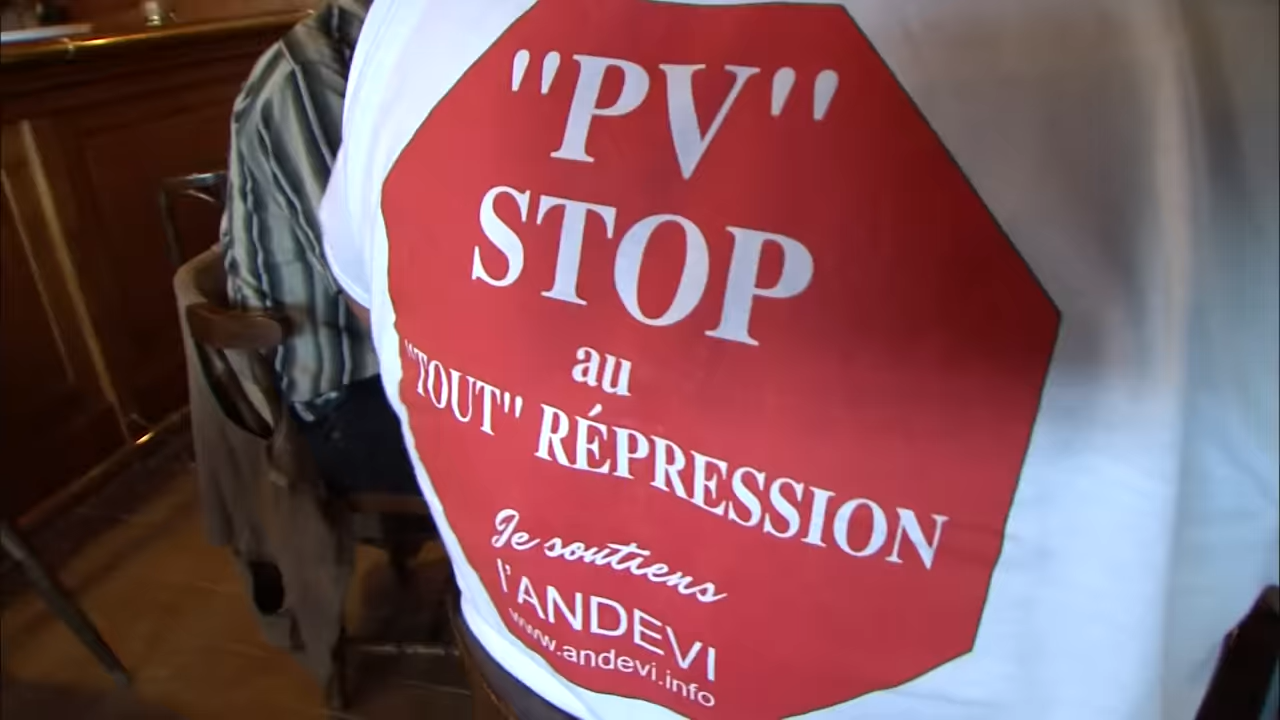 "PV"
STOP
au
"TOUT" RÉPRESSION
Je soutiens
l'ANDEVI
www.andevi.info